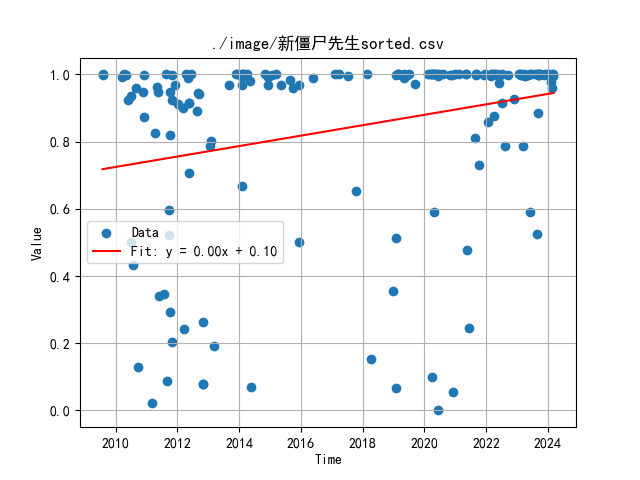 ./image/新僵尸先生sorted.csv
1.0
0.8
0.6
0.4
0.2
0.0
Value
Data
Fit: y = 0.00x + 0.10
2010 2012 2014 2016 2018 2020 2022 2024
Time